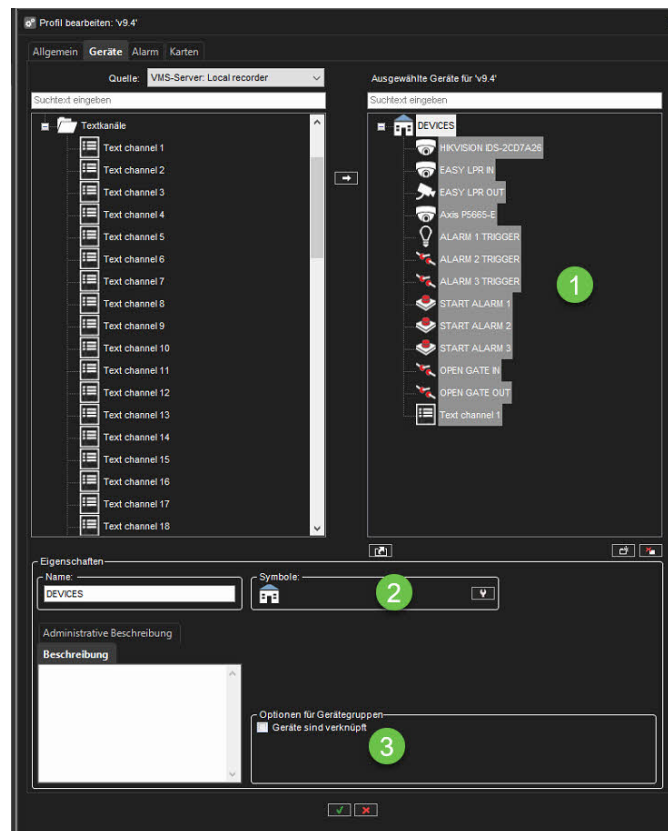 Profil bearbeiten: 'v9.4'
Allgemein Geräte Alarm Karten
Quelle: VMS-Server: Local recorder
Ausgewählte Geräte für 'v9.4'
Suchtext eingeben
Suchtext eingeben
Textkanäle
Text channel 1
Text channel 2
Text channel 3
Text channel 4
Text channel 5
Text channel 6
Text channel 7
Text channel 8
Text channel 9
Text channel 10
Text channel 11
Text channel 12
Text channel 13
Text channel 14
Text channel 15
Text channel 16
Text channel 17
Text channel 18
DEVICES
HIKVISION IDS-2CD7A26
EASY LPR IN
EASY LPR OUT
Axis P5665-E
ALARM 1 TRIGGER
ALARM 2 TRIGGER
ALARM 3 TRIGGER
START ALARM 1
START ALARM 2
START ALARM 3
OPEN GATE IN
OPEN GATE OUT
Text channel 1
1
Eigenschaften
Name:
DEVICES
Symbole:
2
Administrative Beschreibung
Beschreibung
Optionen für Gerätegruppen
Geräte sind verknüpft
3